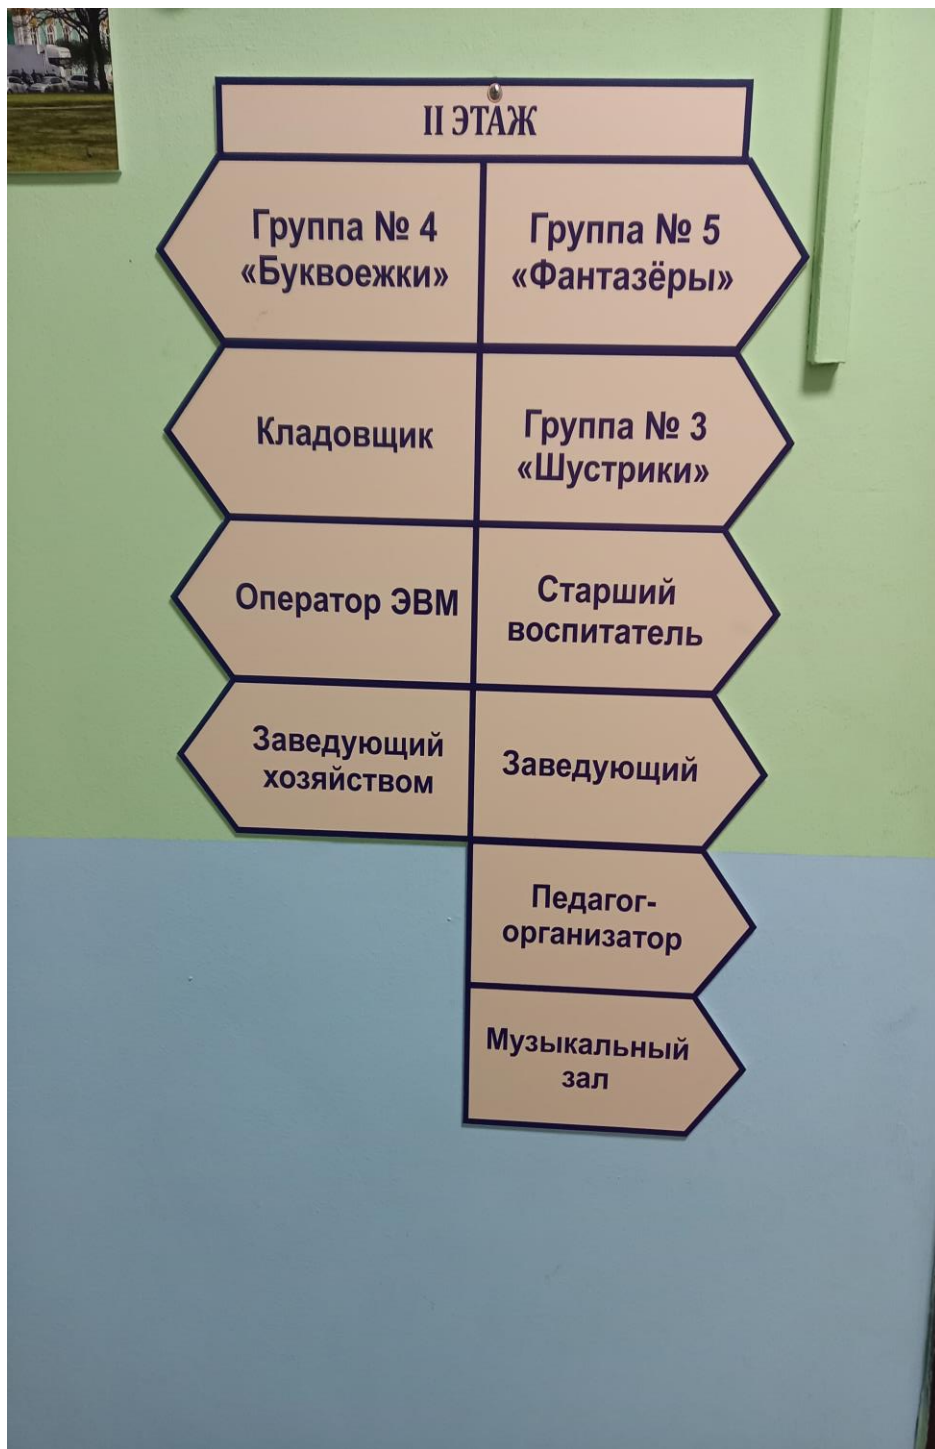 II ЭТАЖ
Группа № 4
«Буквоежки»
Группа № 5
«Фантазёры»
Кладовщик
Группа № 3
«Шустрики»
Оператор ЭВМ
Старший
воспитатель
Заведующий
хозяйством
Заведующий
Педагог-
организатор
Музыкальный
зал